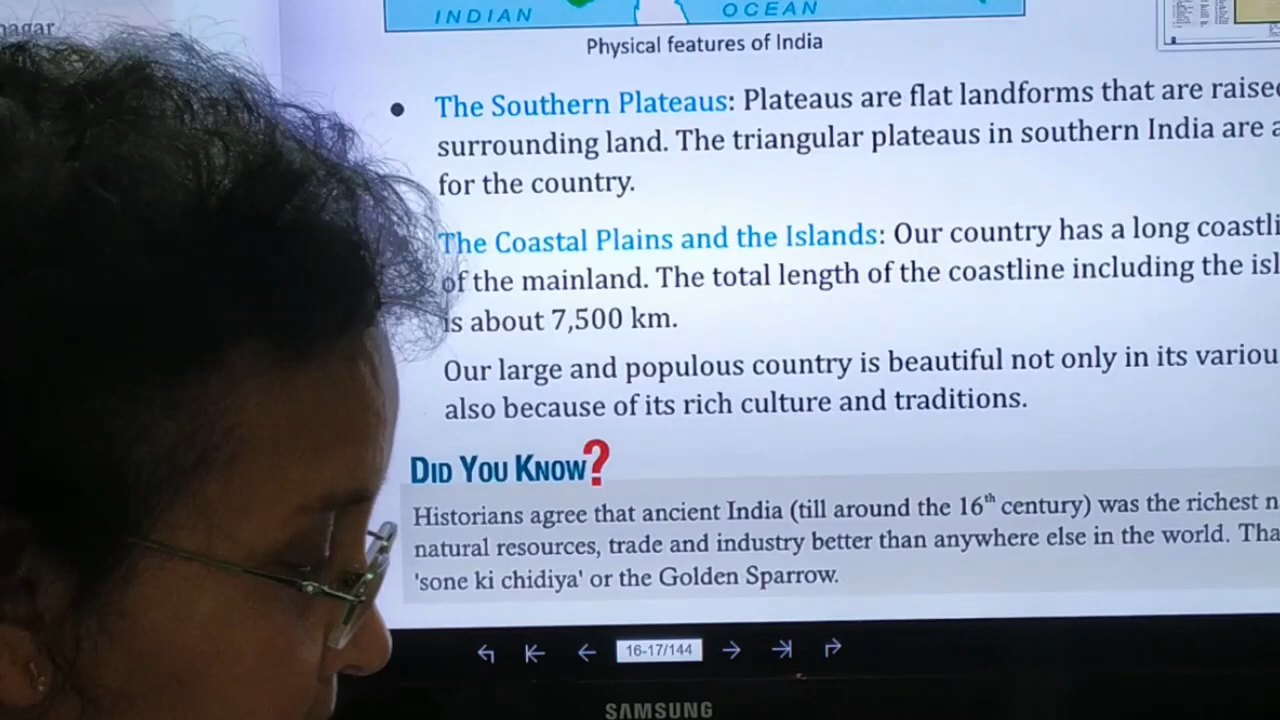 nagar
INDIAN OCEAN
Physical features of India
• The Southern Plateaus: Plateaus are flat landforms that are raise
surrounding land. The triangular plateaus in southern India are a
for the country.
The Coastal Plains and the Islands: Our country has a long coastli
of the mainland. The total length of the coastline including the isl
is about 7,500 km.
Our large and populous country is beautiful not only in its variou
also because of its rich culture and traditions.
DID YOU KNOW?
Historians agree that ancient India (till around the 16th century) was the richest n
natural resources, trade and industry better than anywhere else in the world. Tha
'sone ki chidiya' or the Golden Sparrow.
16-17/144
SAMSUNG